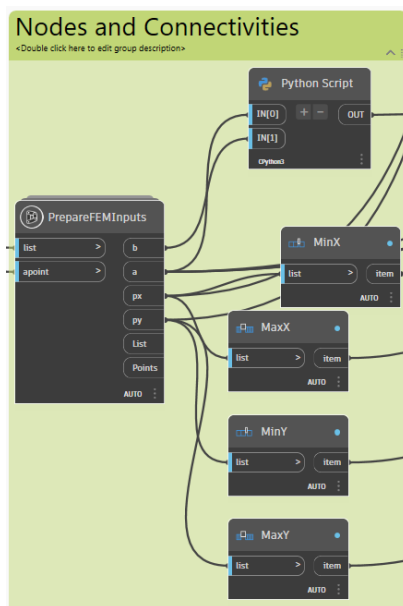 Nodes and Connectivities
<Double click here to edit group description>
Python Script
IN[0] + − OUT
IN[1]
CPython3
PrepareFEMInputs
list > b
apoint > a
px
py
List
Points
AUTO
MinX
list > item
AUTO
MaxX
list > item
AUTO
MinY
list > item
AUTO
MaxY
list > item
AUTO